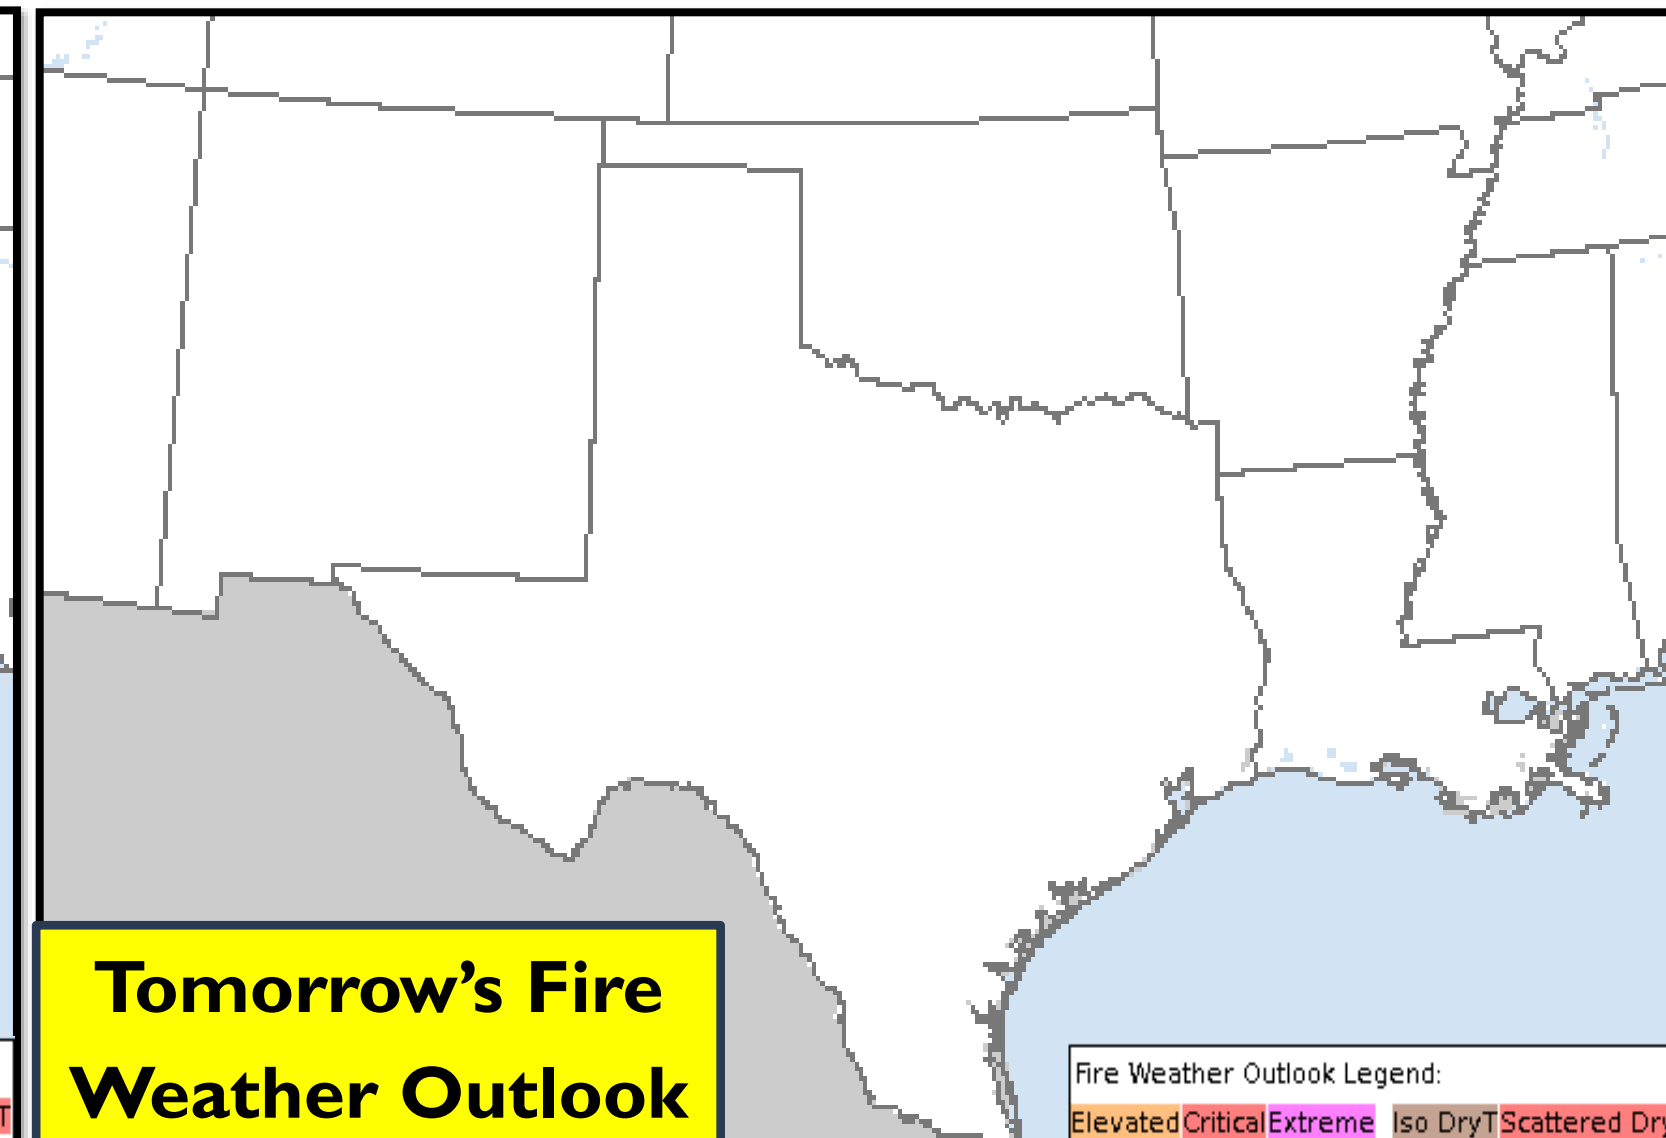 Tomorrow's Fire
Weather Outlook
Fire Weather Outlook Legend:
Elevated Critical Extreme Iso DryT Scattered Dry
T